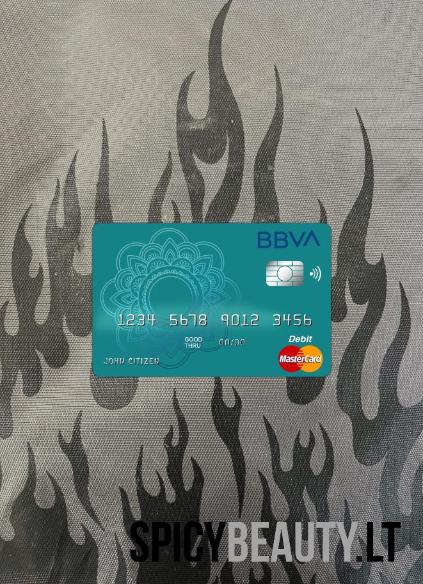 BBVA
1234 5678 9012 3456
GOOD
THRU
00/00
JOHN CITIZEN
Debit
MasterCard
SPICYBEAUTY.LT